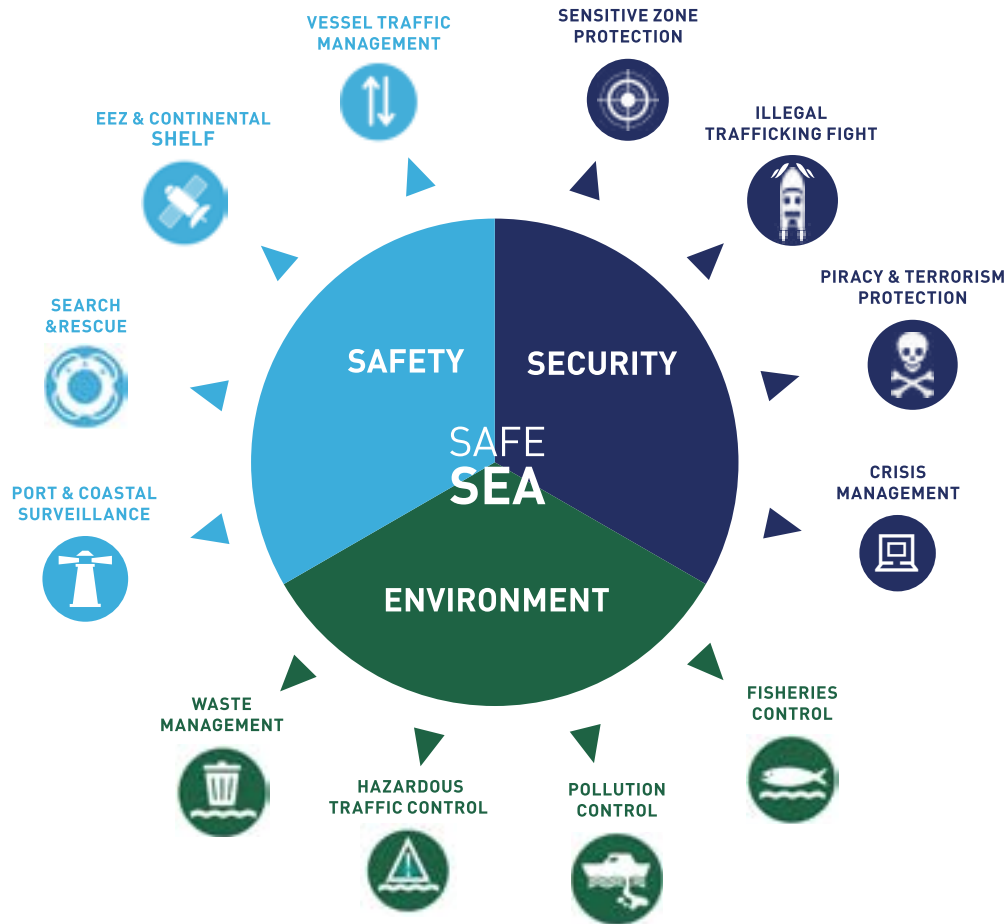 VESSEL TRAFFIC
MANAGEMENT
SENSITIVE ZONE
PROTECTION
EEZ & CONTINENTAL
SHELF
ILLEGAL
TRAFFICKING FIGHT
SEARCH
&RESCUE
PIRACY & TERRORISM
PROTECTION
SAFETY
SECURITY
SAFE
SEA
PORT & COASTAL
SURVEILLANCE
CRISIS
MANAGEMENT
ENVIRONMENT
WASTE
MANAGEMENT
HAZARDOUS
TRAFFIC CONTROL
POLLUTION
CONTROL
FISHERIES
CONTROL